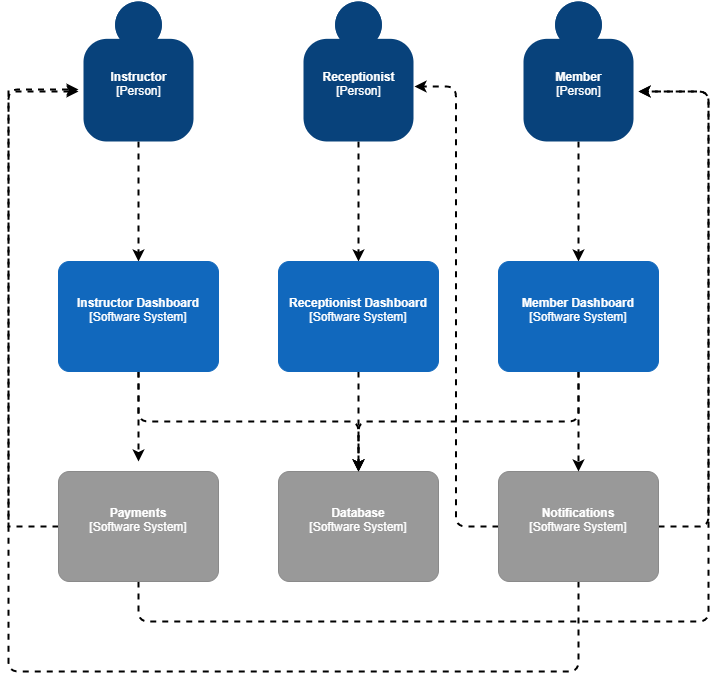 Instructor
[Person]
Receptionist
[Person]
Member
[Person]
Instructor Dashboard
[Software System]
Receptionist Dashboard
[Software System]
Member Dashboard
[Software System]
Payments
[Software System]
Database
[Software System]
Notifications
[Software System]